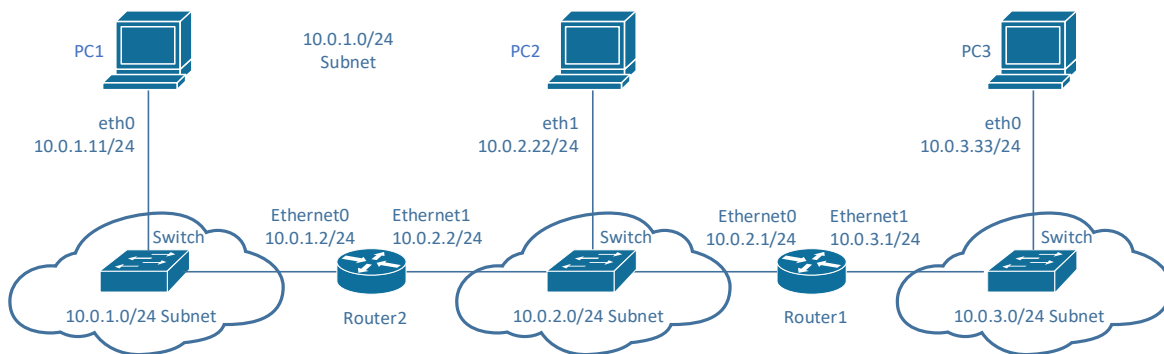 PC1
10.0.1.0/24
Subnet
PC2
PC3
eth0
10.0.1.11/24
eth1
10.0.2.22/24
eth0
10.0.3.33/24
Switch
Ethernet0
10.0.1.2/24
Ethernet1
10.0.2.2/24
Switch
Ethernet0
10.0.2.1/24
Ethernet1
10.0.3.1/24
Switch
10.0.1.0/24 Subnet
Router2
10.0.2.0/24 Subnet
Router1
10.0.3.0/24 Subnet